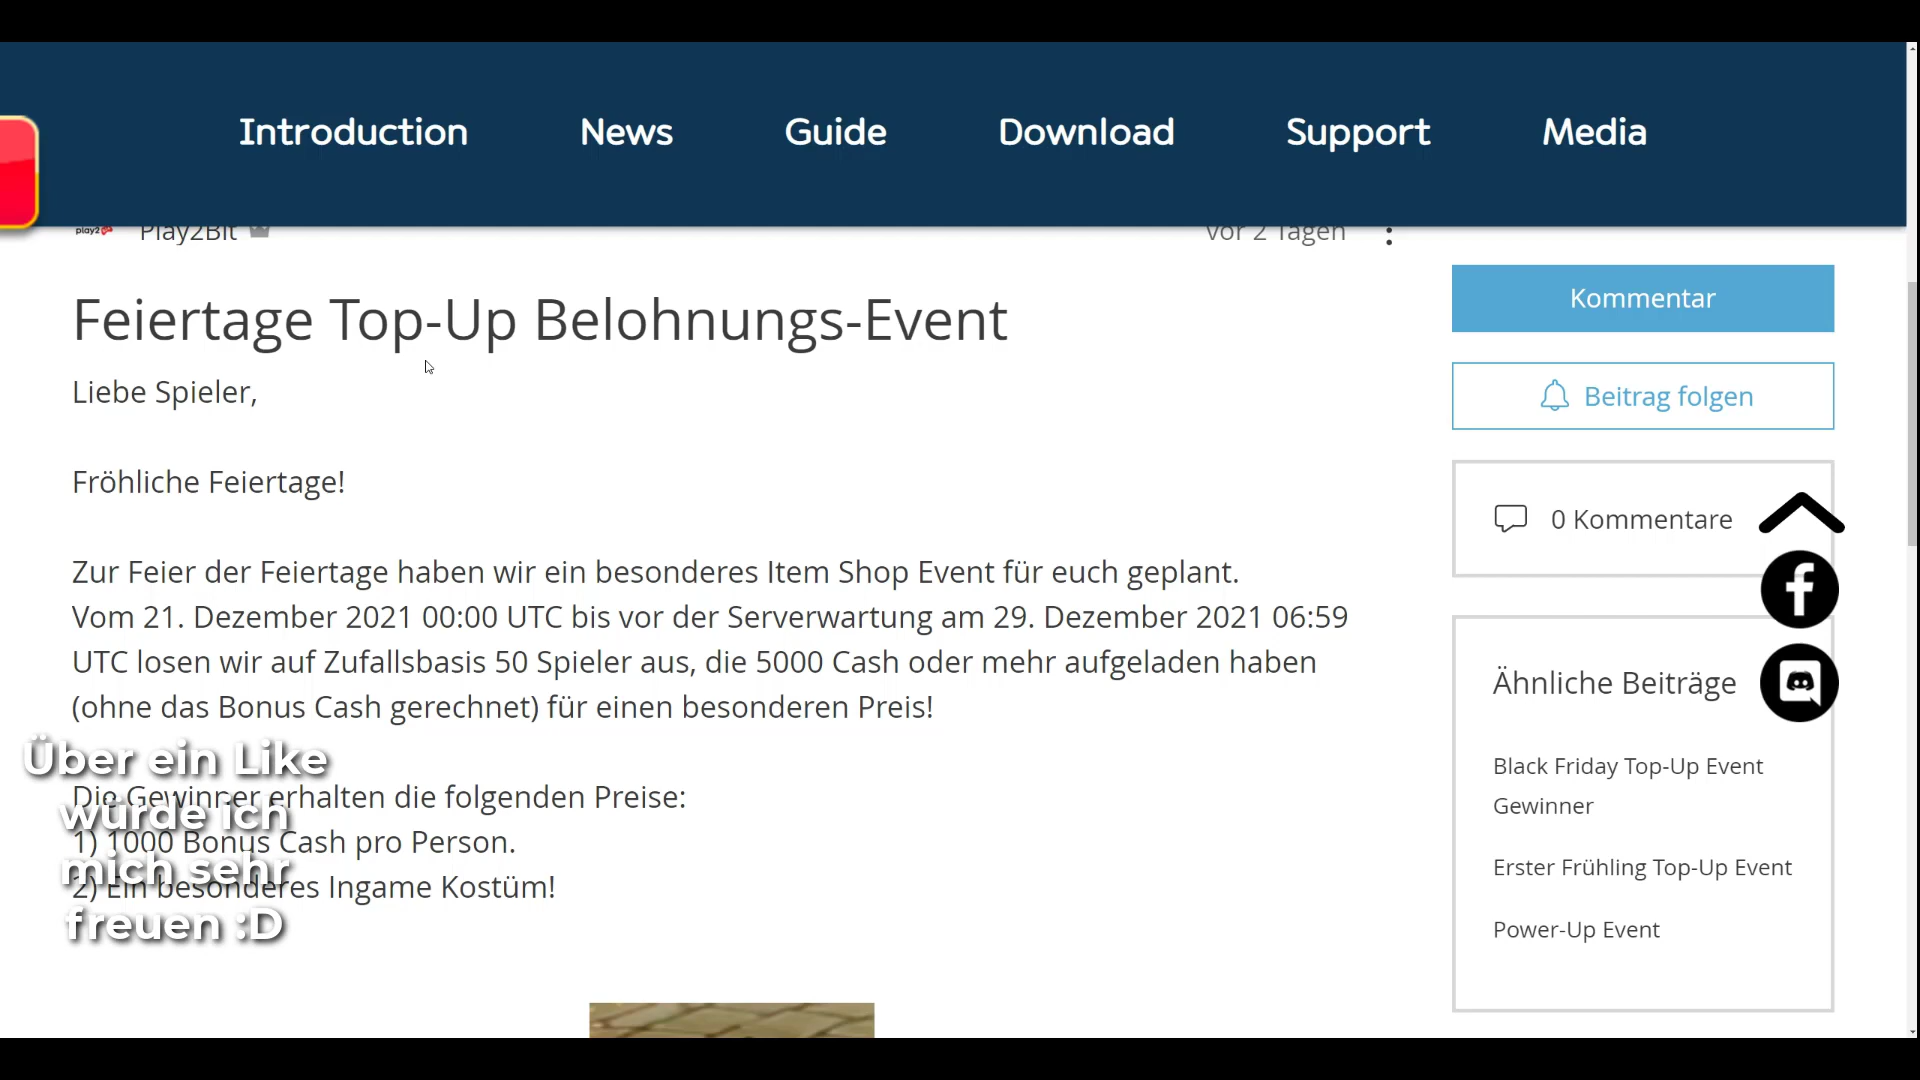 Introduction News Guide Download Support Media
play2
Play2Bit
vor 2 Tagen
Feiertage Top-Up Belohnungs-Event
Liebe Spieler,
Fröhliche Feiertage!
Zur Feier der Feiertage haben wir ein besonderes Item Shop Event für euch geplant.
Vom 21. Dezember 2021 00:00 UTC bis vor der Serverwartung am 29. Dezember 2021 06:59
UTC losen wir auf Zufallsbasis 50 Spieler aus, die 5000 Cash oder mehr aufgeladen haben
(ohne das Bonus Cash gerechnet) für einen besonderen Preis!
Die Gewinner erhalten die folgenden Preise:
1) 1000 Bonus Cash pro Person.
2) Ein besonderes Ingame Kostüm!
Über ein Like
würde ich
mich sehr
freuen :D
Kommentar
Beitrag folgen
0 Kommentare
Ähnliche Beiträge
Black Friday Top-Up Event
Gewinner
Erster Frühling Top-Up Event
Power-Up Event